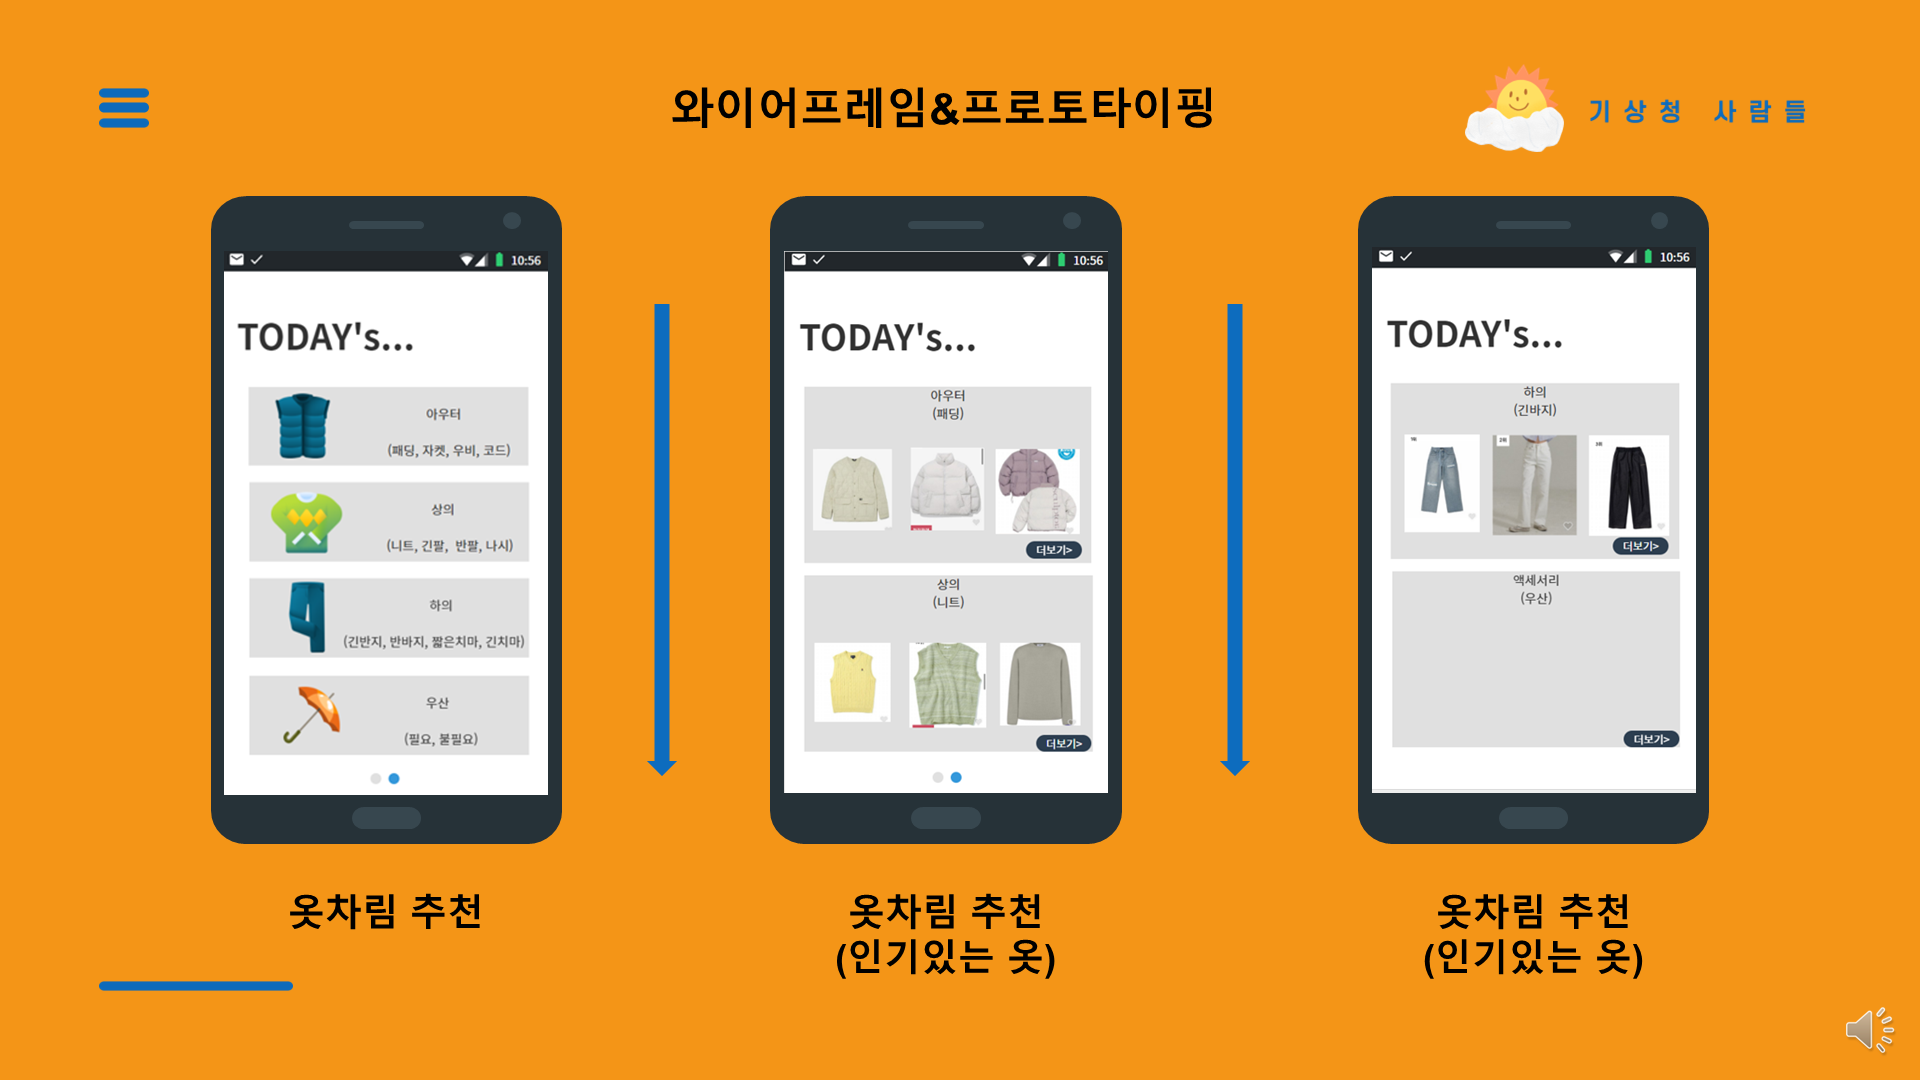 와이어프레임&프로토타이핑
기상청 사람들
10:56
TODAY's...
아우터
(패딩, 자켓, 우비, 코드)
상의
(니트, 긴팔, 반팔, 나시)
하의
(긴반지, 반바지, 짧은치마, 긴치마)
우산
(필요, 불필요)
옷차림 추천
10:56
TODAY's...
아우터
(패딩)
더보기>
상의
(니트)
더보기>
옷차림 추천
(인기있는 옷)
10:56
TODAY's...
하의
(긴바지)
1위
2위
3위
더보기>
액세서리
(우산)
더보기>
옷차림 추천
(인기있는 옷)